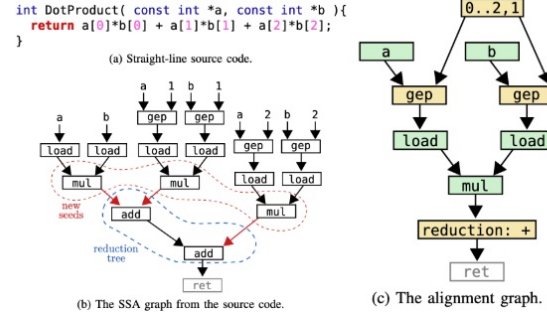 int DotProduct( const int *a, const int *b ){
return a[0]*b[0] + a[1]*b[1] + a[2]*b[2];
}
(a) Straight-line source code.
a 1 b 1
gep gep
a b a 2 b 2
load load load load gep gep
mul mul load load
new
seeds
add mul
reduction
tree
add
ret
(b) The SSA graph from the source code.
0..2,1
a b
gep gep
load load
mul
reduction: +
ret
(c) The alignment graph.